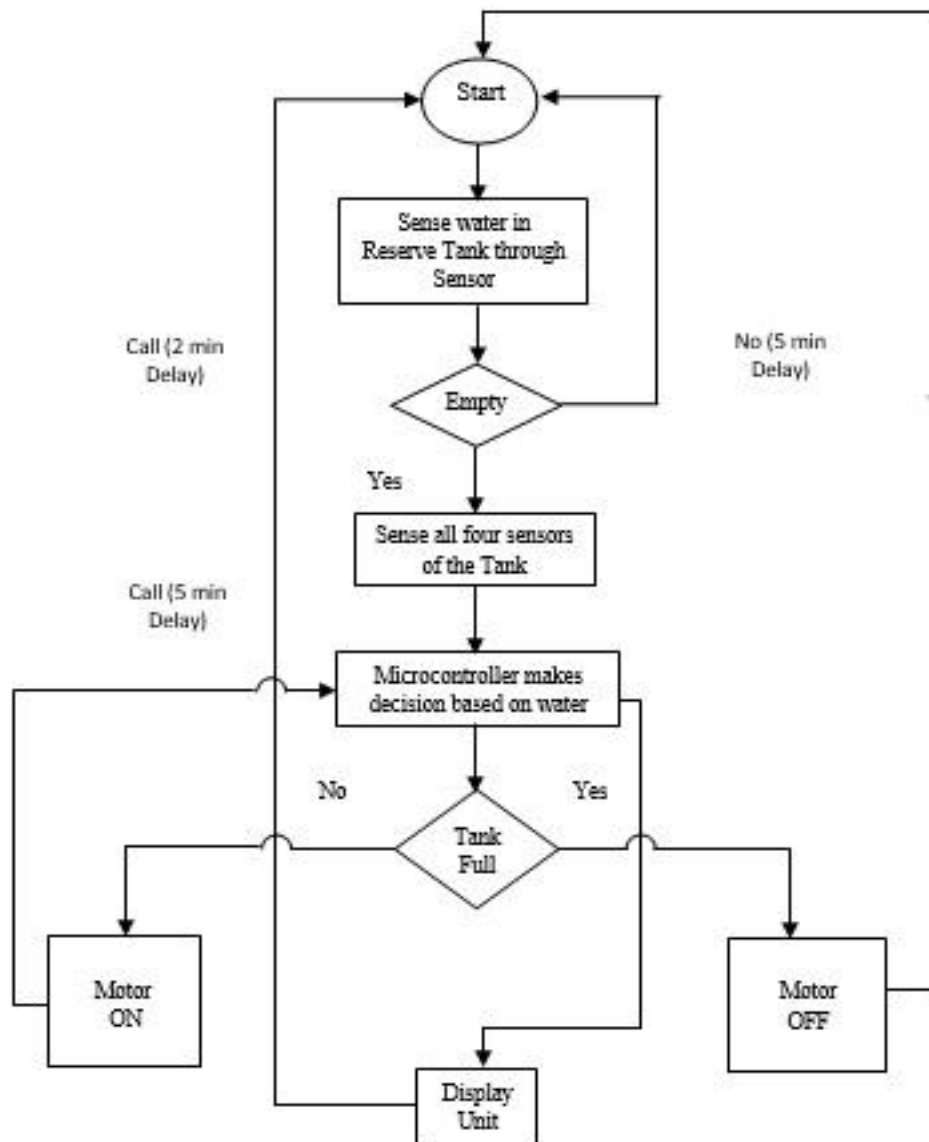 Start
Sense water in
Reserve Tank through
Sensor
Call (2 min
Delay)
No (5 min
Delay)
Empty
Yes
Sense all four sensors
of the Tank
Call (5 min
Delay)
Microcontroller makes
decision based on water
No
Yes
Tank
Full
Motor
ON
Motor
OFF
Display
Unit